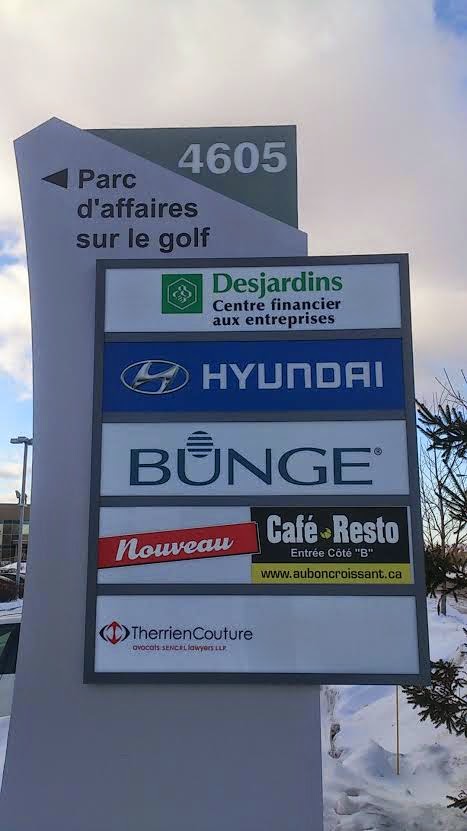 4605
Parc
d'affaires
sur le golf
Desjardins
Centre financier
aux entreprises
HYUNDAI
BUNGE®
Nouveau
Café Resto
Entrée Côté "B"
www.auboncroissant.ca
TherrienCouture
avocats S.E.N.C.R.L. lawyers L.L.P.